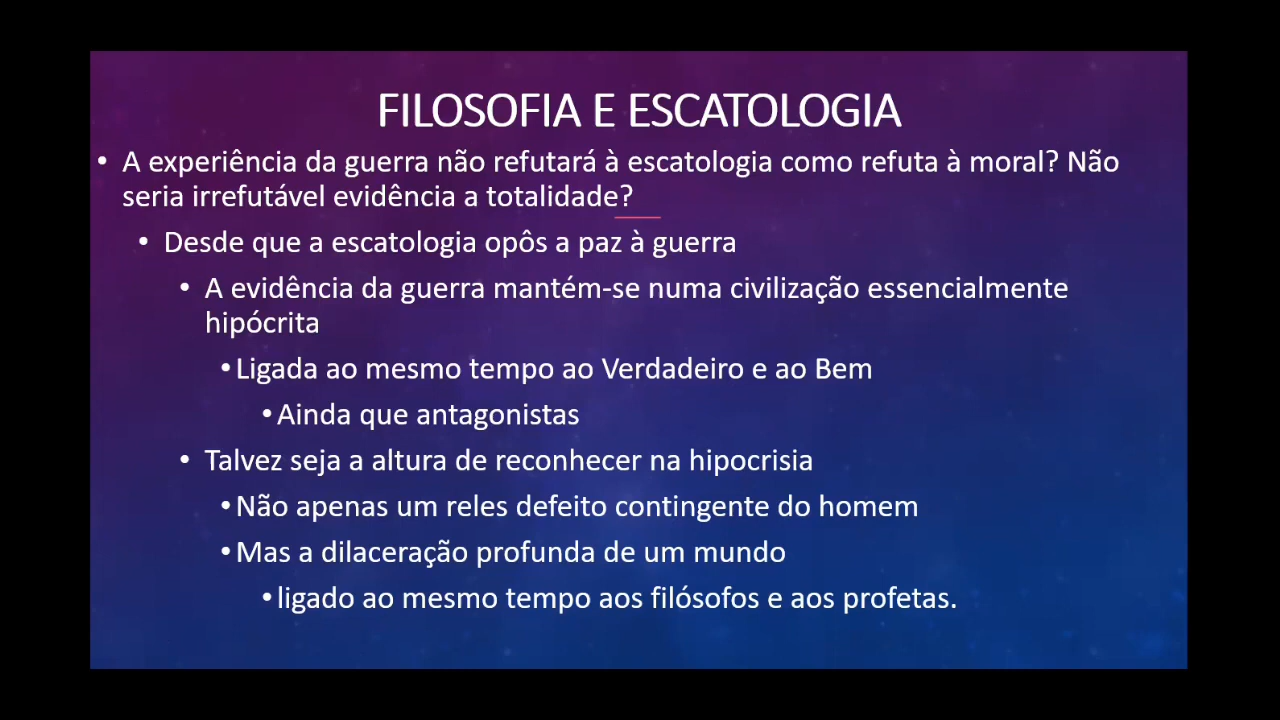 FILOSOFIA E ESCATOLOGIA
• A experiência da guerra não refutará à escatologia como refuta à moral? Não
seria irrefutável evidência a totalidade?
• Desde que a escatologia opôs a paz à guerra
• A evidência da guerra mantém-se numa civilização essencialmente
hipócrita
• Ligada ao mesmo tempo ao Verdadeiro e ao Bem
• Ainda que antagonistas
• Talvez seja a altura de reconhecer na hipocrisia
• Não apenas um reles defeito contingente do homem
• Mas a dilaceração profunda de um mundo
• ligado ao mesmo tempo aos filósofos e aos profetas.